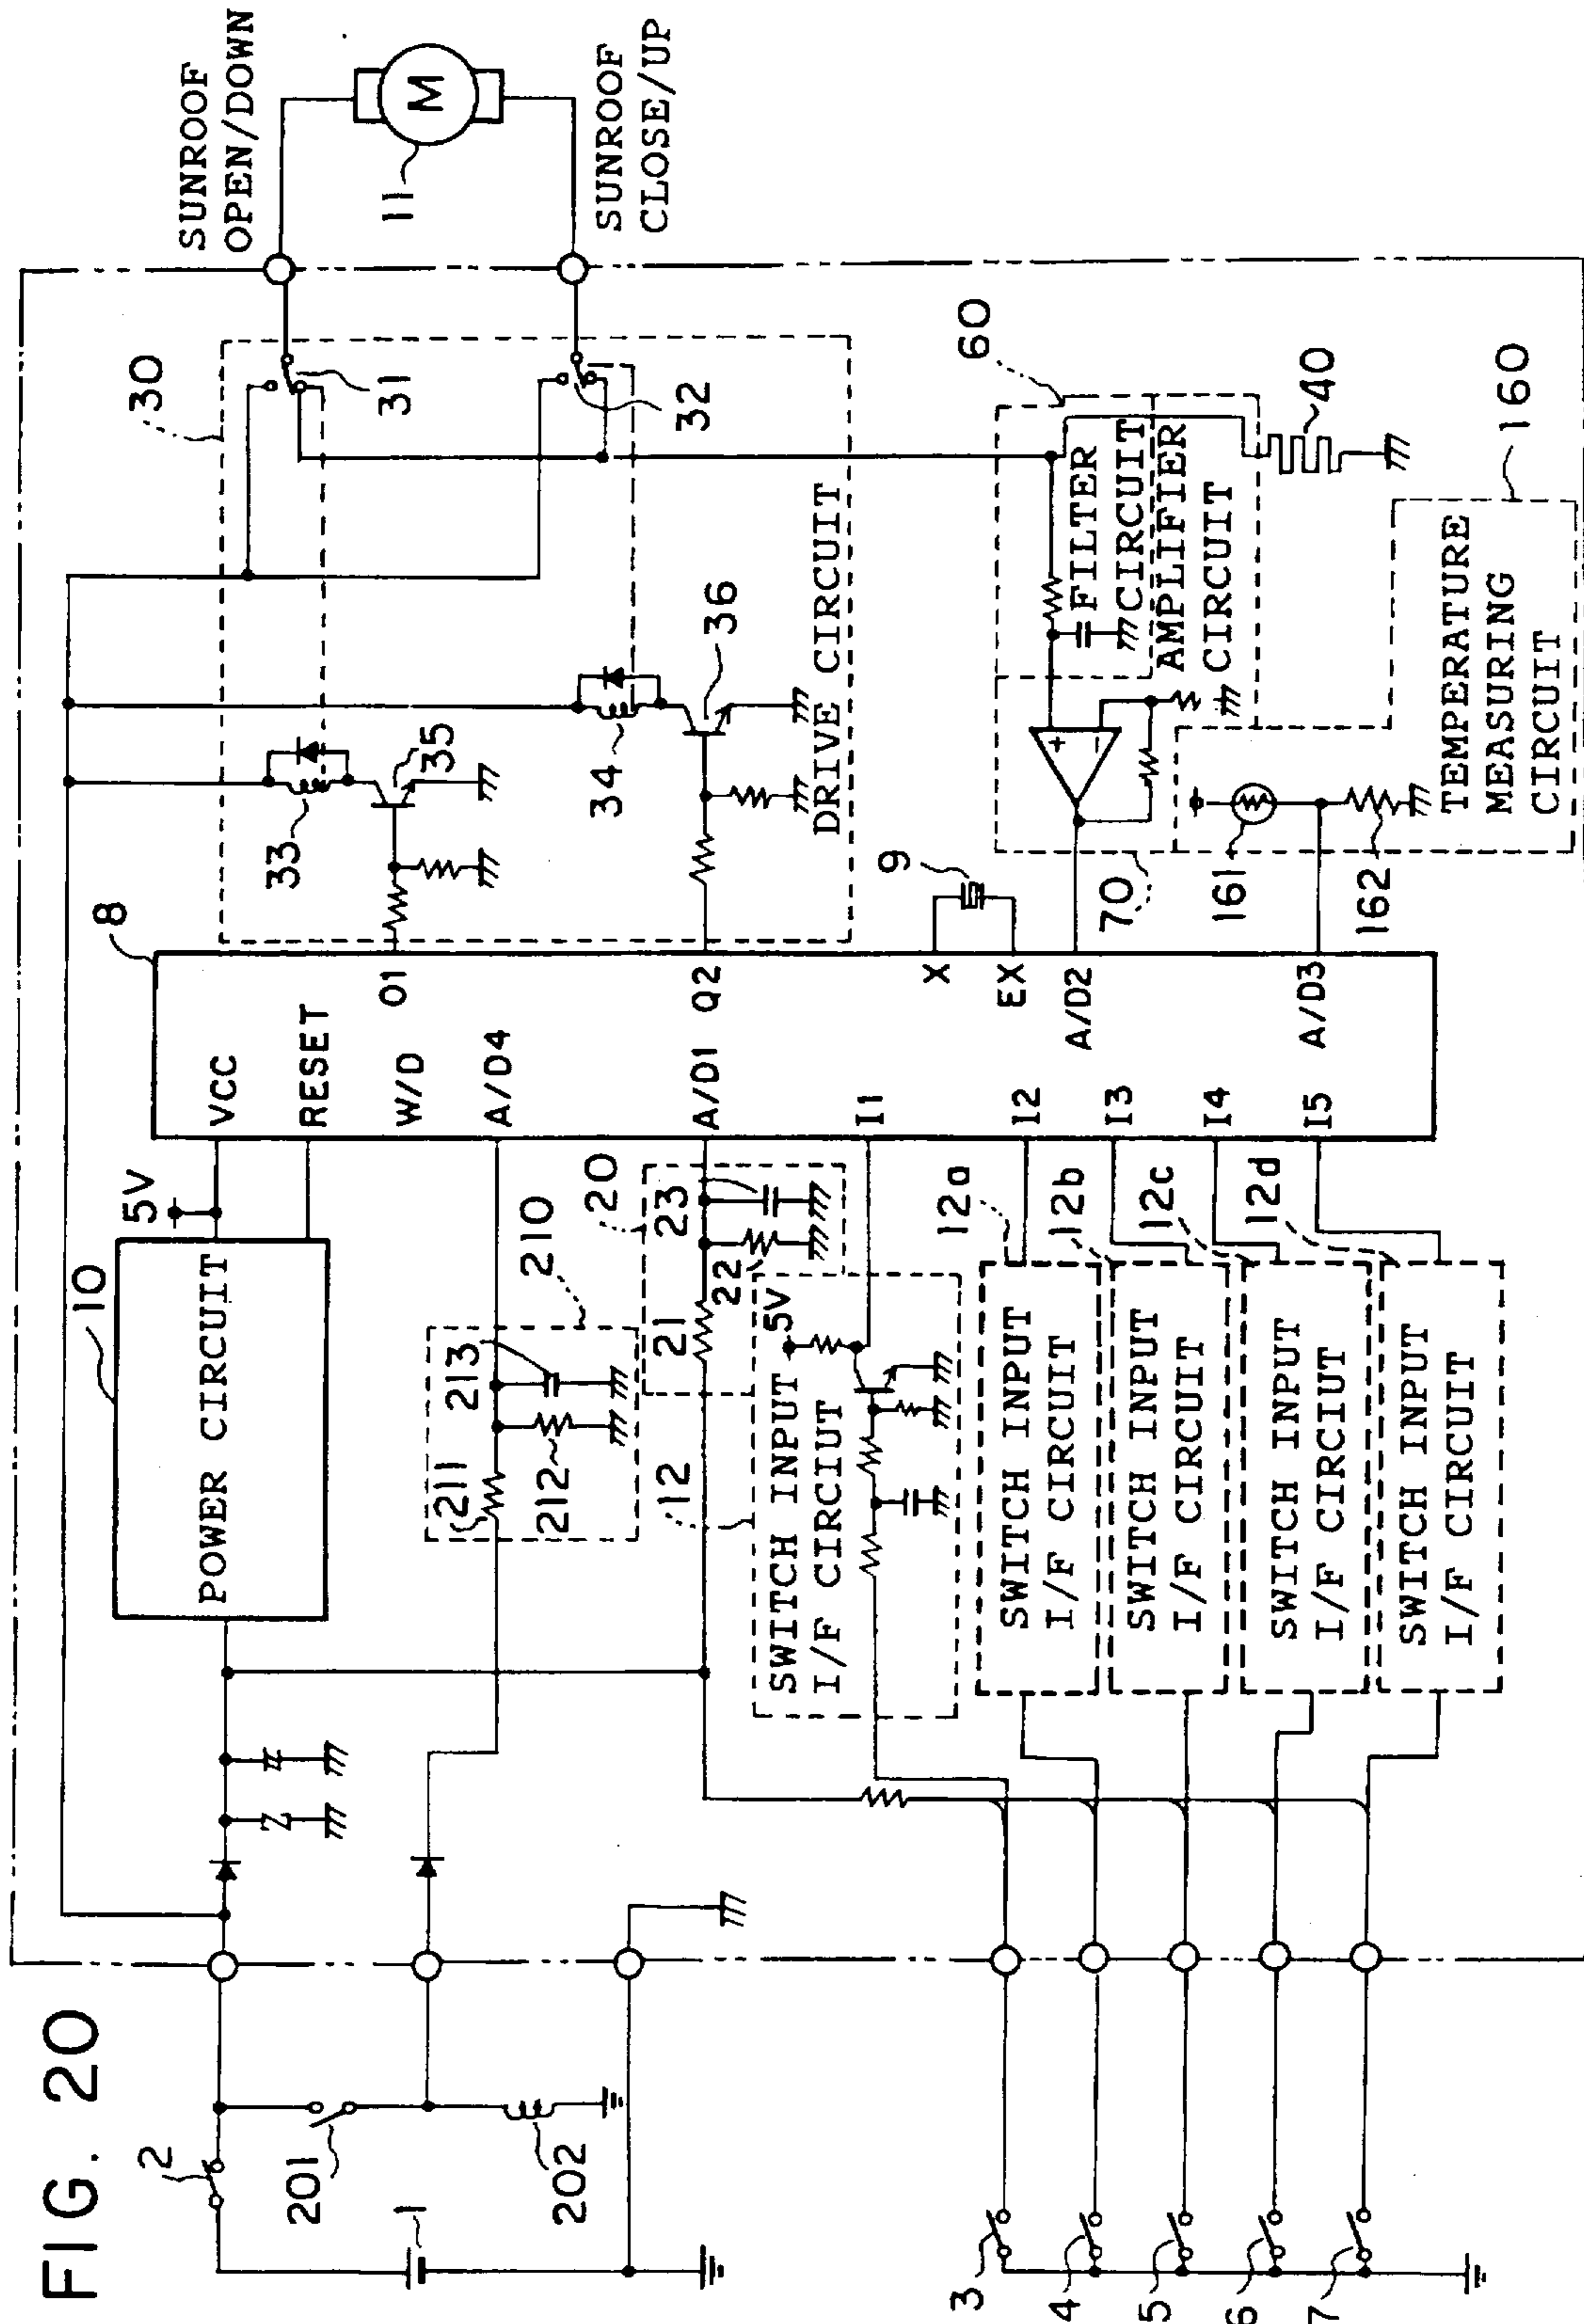 FIG. 20
SUNROOF
OPEN/DOWN
M
11
SUNROOF
CLOSE/UP
30
31
32
33
35
34
36
DRIVE CIRCUIT
60
FILTER
CIRCUIT
AMPLIFIER
CIRCUIT
40
160
TEMPERATURE
MEASURING
CIRCUIT
+
−
70
161
162
9
8
VCC
RESET
W/D
A/D4
A/D1
I1
I2
I3
I4
I5
O1
Q2
X
EX
A/D2
A/D3
5V
10
POWER CIRCUIT
210
211
212
213
20
21
22
23
12
5V
SWITCH INPUT
I/F CIRCIUT
12a
SWITCH INPUT
I/F CIRCUIT
12b
SWITCH INPUT
I/F CIRCUIT
12c
SWITCH INPUT
I/F CIRCIUT
12d
SWITCH INPUT
I/F CIRCUIT
2
201
202
1
3
4
5
6
7